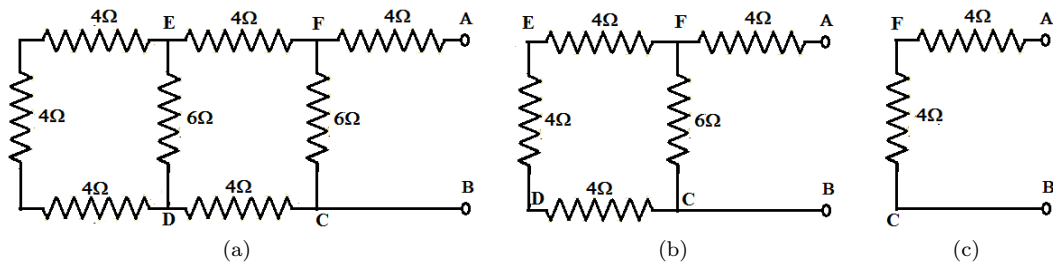 4Ω E 4Ω F 4Ω A
4Ω 6Ω 6Ω
4Ω D 4Ω C B
(a)
E 4Ω F 4Ω A
4Ω 6Ω
D 4Ω C B
(b)
F 4Ω A
4Ω
C B
(c)